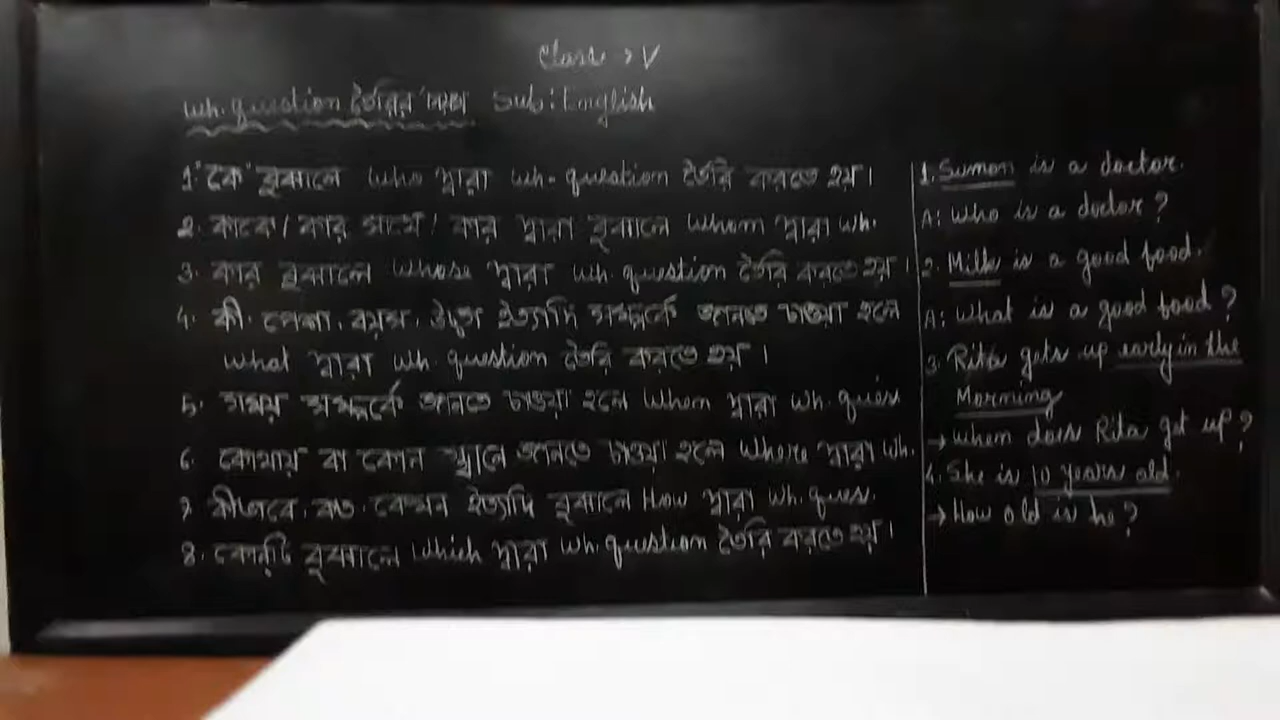 Class : V
wh. question তৈরির নিয়ম Sub: English
1. "কে" বুঝালে who দ্বারা wh- question তৈরি করতে হয়।
2. কাকে / কার সাথে / কার দ্বারা বুঝালে whom দ্বারা wh.
3. কার বুঝালে whose দ্বারা wh. question তৈরি করতে হয়।
4. কী, পেশা, বয়স, ইত্যাদি সম্পর্কে জানতে চাওয়া হলে
what দ্বারা wh. question তৈরি করতে হয়।
5. সময় সম্পর্কে জানতে চাওয়া হলে When দ্বারা wh. ques
6. কোথায় বা কোন স্থানে জানতে চাওয়া হলে where দ্বারা wh.
7. কীভাবে, কত, কেমন ইত্যাদি বুঝালে How দ্বারা wh. ques.
8. কোনটি বুঝালে which দ্বারা wh. question তৈরি করতে হয়।
1. Sumon is a doctor.
A: Who is a doctor?
2. Milk is a good food.
A: What is a good food?
3. Rita gets up early in the
Morning
→ When does Rita get up?
4. She is 10 years old.
→ How old is he?